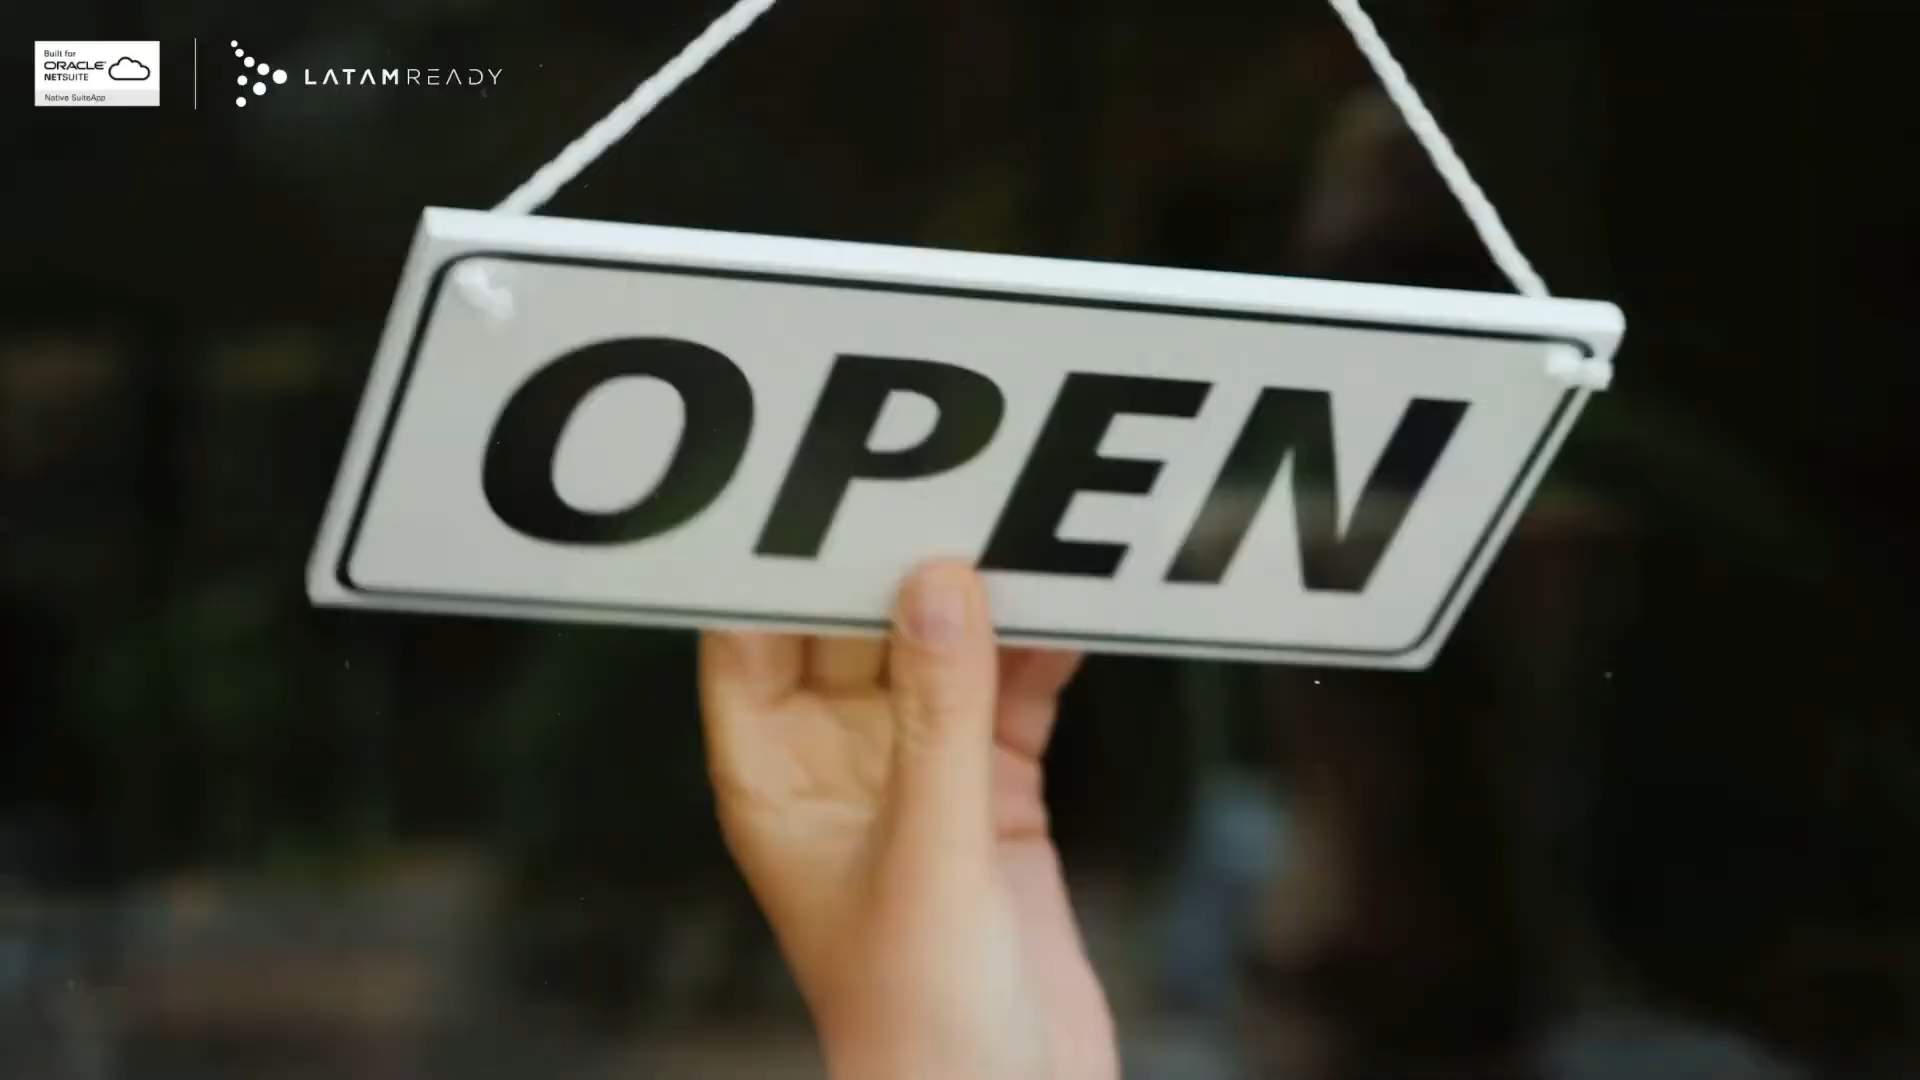 Built for
ORACLE
NETSUITE
Native SuiteApp
LATAMREADY
OPEN